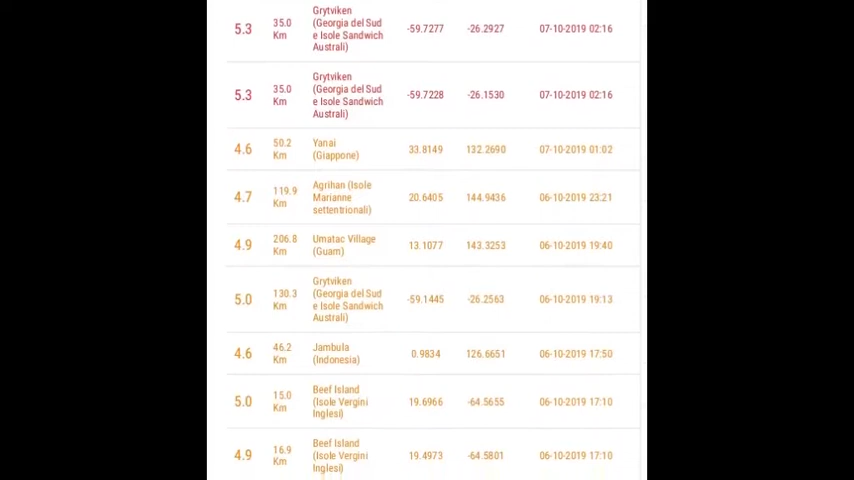 5.3 35.0 Km Grytviken (Georgia del Sud e Isole Sandwich Australi) -59.7277 -26.2927 07-10-2019 02:16
5.3 35.0 Km Grytviken (Georgia del Sud e Isole Sandwich Australi) -59.7228 -26.1530 07-10-2019 02:16
4.6 50.2 Km Yanai (Giappone) 33.8149 132.2690 07-10-2019 01:02
4.7 119.9 Km Agrihan (Isole Marianne settentrionali) 20.6405 144.9436 06-10-2019 23:21
4.9 206.8 Km Umatac Village (Guam) 13.1077 143.3253 06-10-2019 19:40
5.0 130.3 Km Grytviken (Georgia del Sud e Isole Sandwich Australi) -59.1445 -26.2563 06-10-2019 19:13
4.6 46.2 Km Jambula (Indonesia) 0.9834 126.6651 06-10-2019 17:50
5.0 15.0 Km Beef Island (Isole Vergini Inglesi) 19.6966 -64.5655 06-10-2019 17:10
4.9 16.9 Km Beef Island (Isole Vergini Inglesi) 19.4973 -64.5801 06-10-2019 17:10